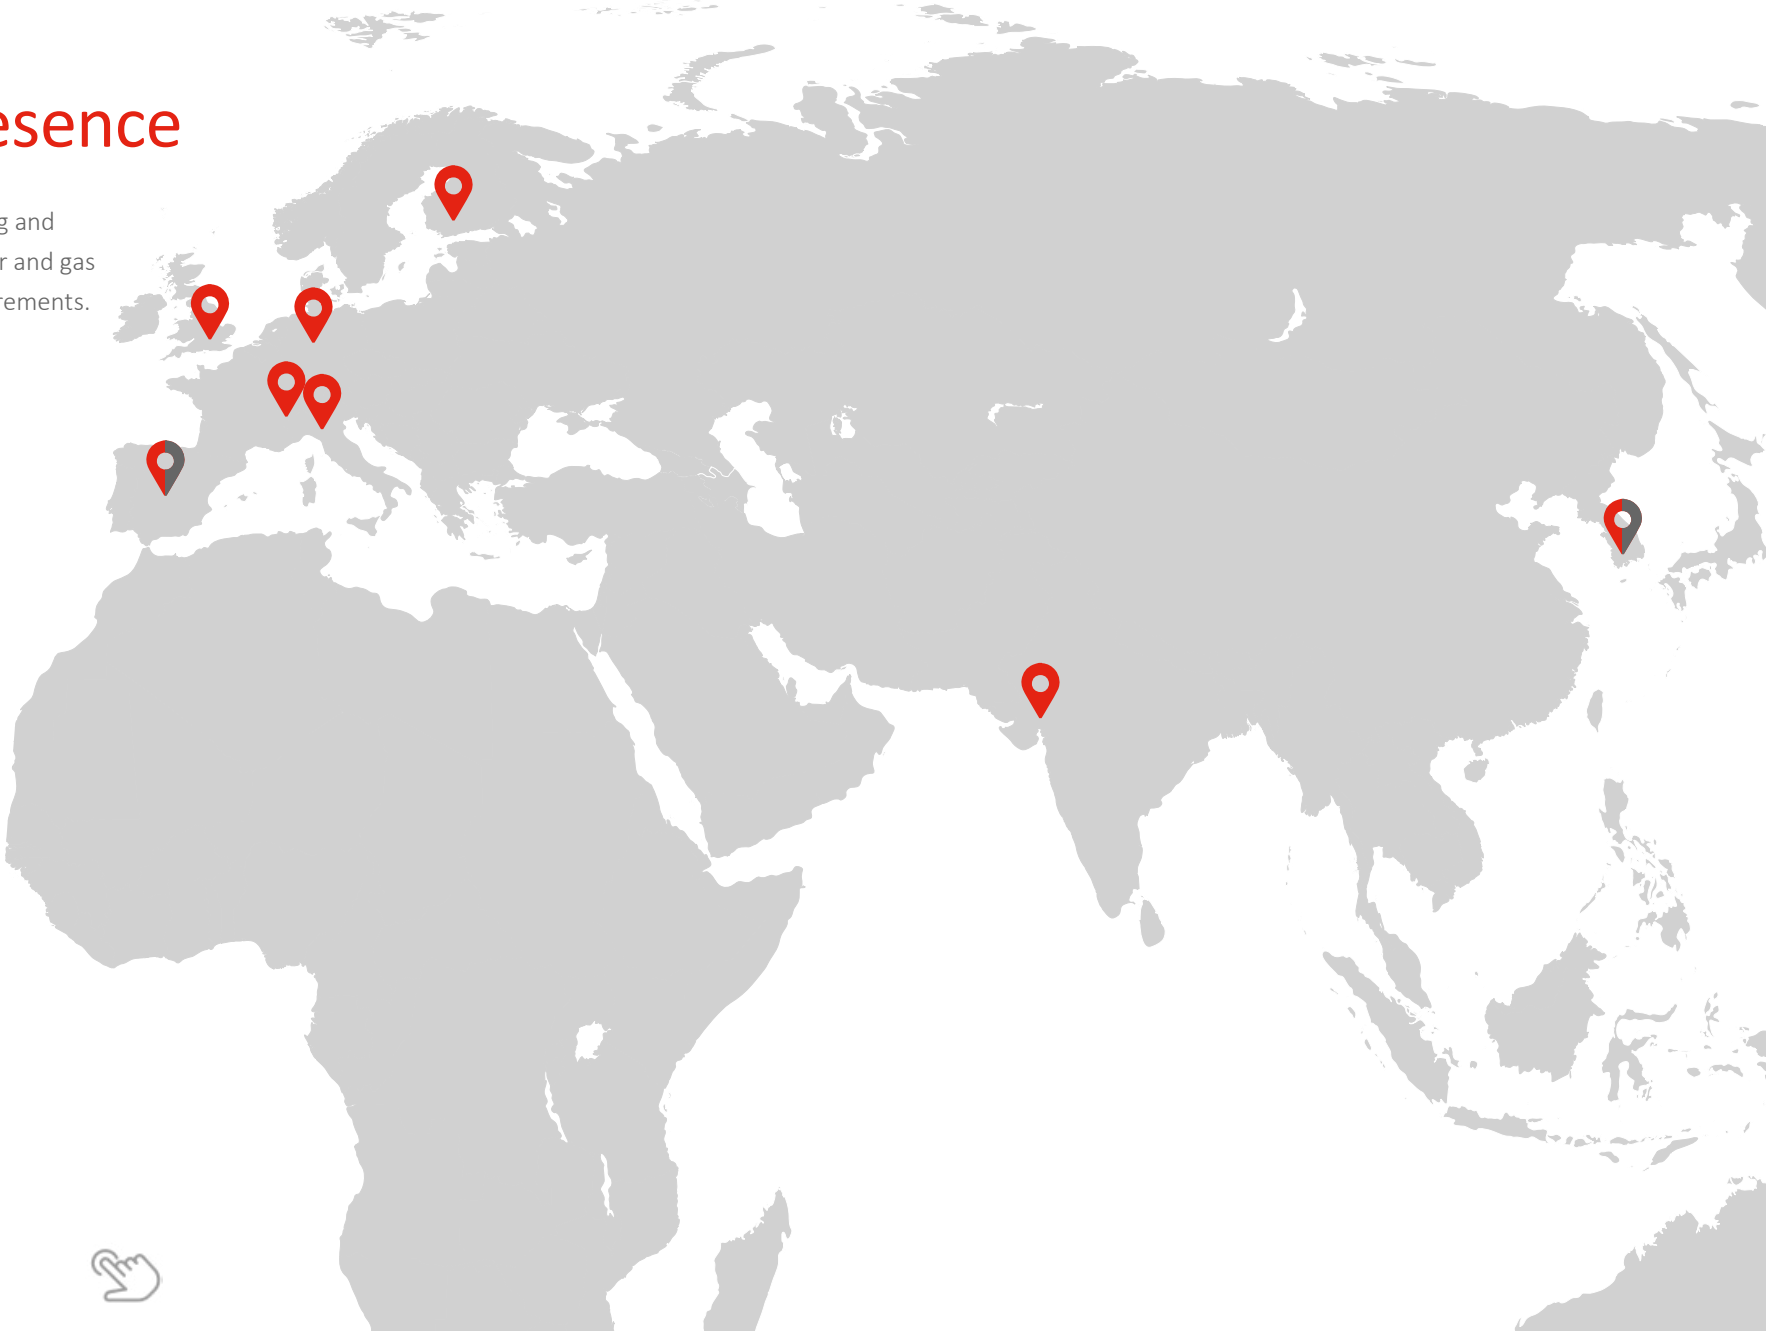 esence
g and
r and gas
rements.